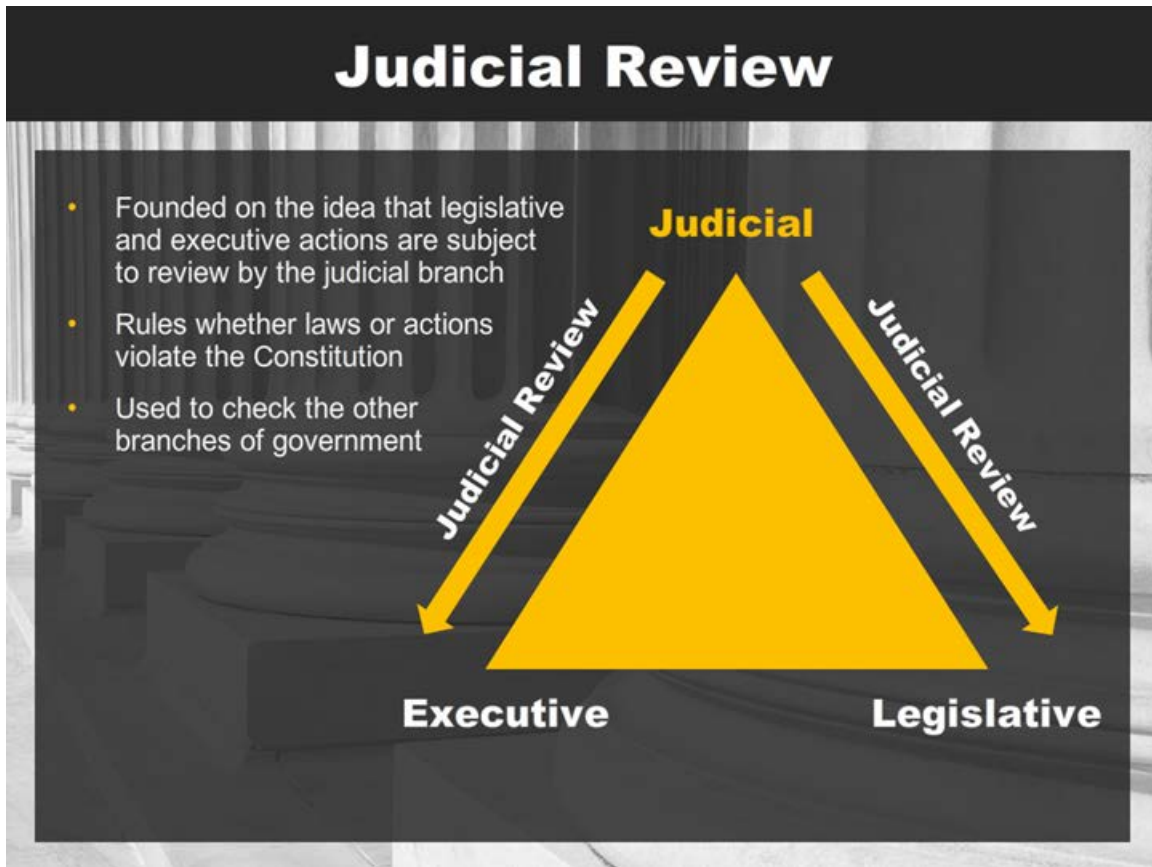 Judicial Review
• Founded on the idea that legislative
and executive actions are subject
to review by the judicial branch
• Rules whether laws or actions
violate the Constitution
• Used to check the other
branches of government
Judicial
Judicial Review
Judicial Review
Executive
Legislative